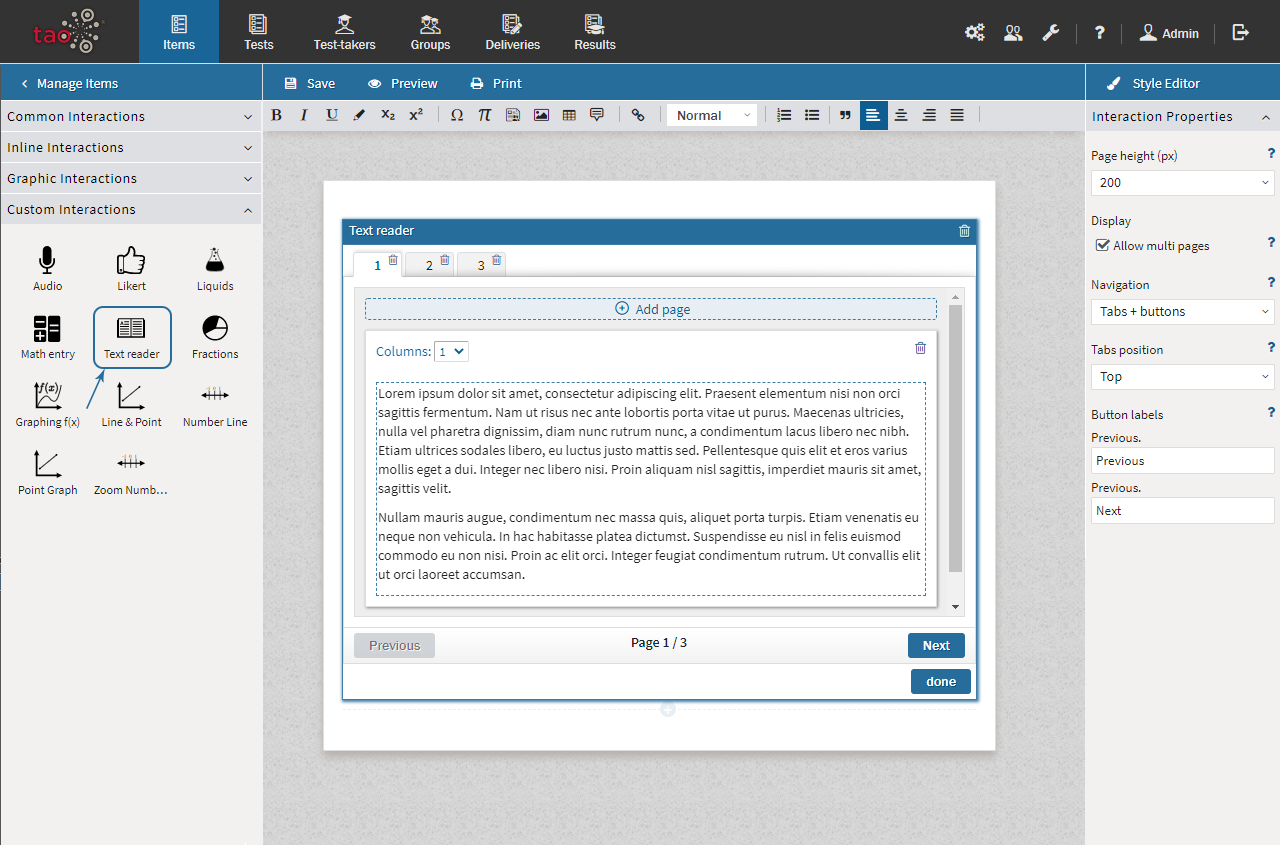 tao
Items
Tests
Test-takers
Groups
Deliveries
Results
?
Admin
Manage Items
Save
Preview
Print
Style Editor
Common Interactions
Inline Interactions
Graphic Interactions
Custom Interactions
Audio
Likert
Liquids
Math entry
Text reader
Fractions
f(x)
Graphing f(x)
Line & Point
Number Line
Point Graph
Zoom Numb...
B I U x₂ x² Ω π Normal
Text reader
1
2
3
Add page
Columns: 1
Lorem ipsum dolor sit amet, consectetur adipiscing elit. Praesent elementum nisi non orci
sagittis fermentum. Nam ut risus nec ante lobortis porta vitae ut purus. Maecenas ultricies,
nulla vel pharetra dignissim, diam nunc rutrum nunc, a condimentum lacus libero nec nibh.
Etiam ultrices sodales libero, eu luctus justo mattis sed. Pellentesque quis elit et eros varius
mollis eget a dui. Integer nec libero nisi. Proin aliquam nisl sagittis, imperdiet mauris sit amet,
sagittis velit.
Nullam mauris augue, condimentum nec massa quis, aliquet porta turpis. Etiam venenatis eu
neque non vehicula. In hac habitasse platea dictumst. Suspendisse eu nisl in felis euismod
commodo eu non nisi. Proin ac elit orci. Integer feugiat condimentum rutrum. Ut convallis elit
ut orci laoreet accumsan.
Previous
Page 1 / 3
Next
done
Interaction Properties
Page height (px) ?
200
Display
Allow multi pages ?
Navigation ?
Tabs + buttons
Tabs position ?
Top
Button labels ?
Previous.
Previous
Previous.
Next